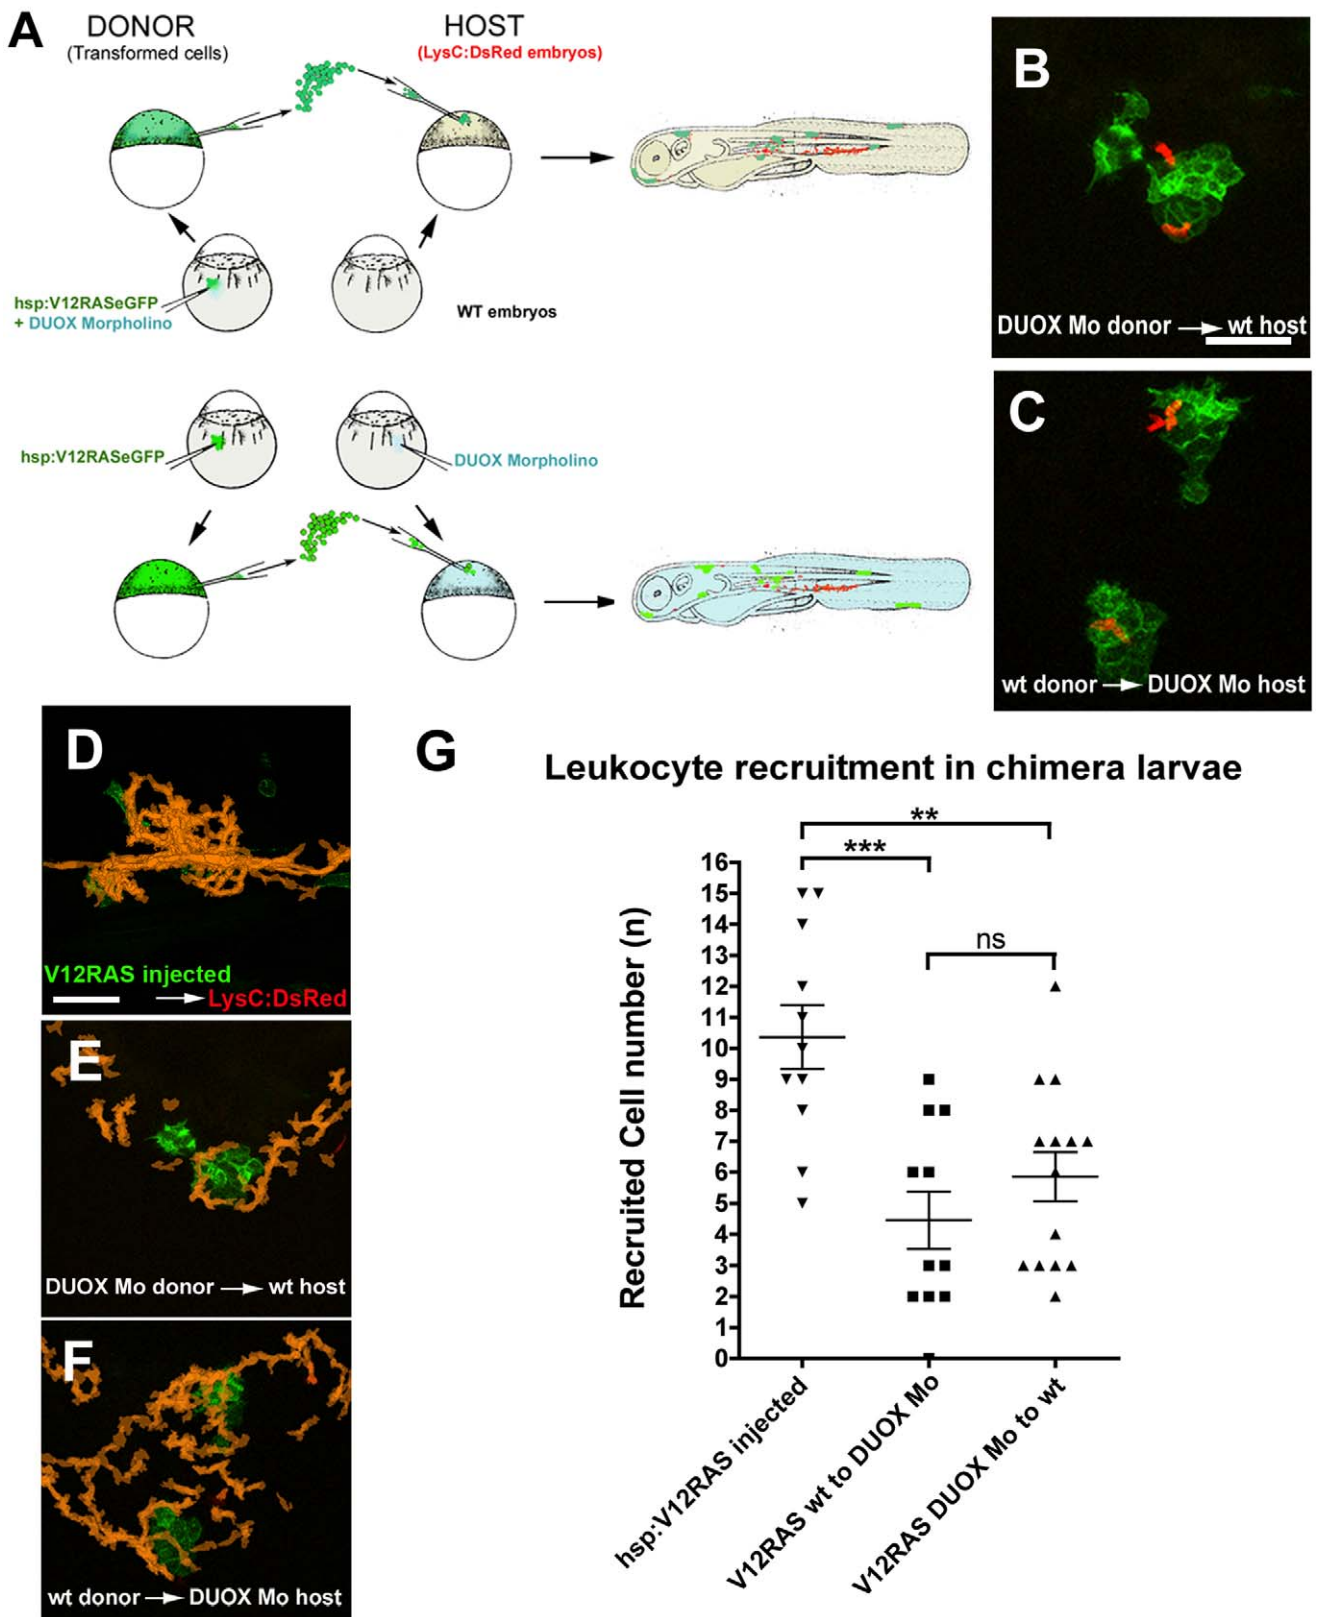 A
DONOR
(Transformed cells)
HOST
(LysC:DsRed embryos)
hsp:V12RASeGFP
+ DUOX Morpholino
WT embryos
hsp:V12RASeGFP
DUOX Morpholino
B
DUOX Mo donor → wt host
C
wt donor → DUOX Mo host
D
V12RAS injected
→ LysC:DsRed
E
DUOX Mo donor → wt host
F
wt donor → DUOX Mo host
G
Leukocyte recruitment in chimera larvae
**
***
ns
Recruited Cell number (n)
16
15
14
13
12
11
10
9
8
7
6
5
4
3
2
1
0
hsp:V12RAS injected
V12RAS wt to DUOX Mo
V12RAS DUOX Mo to wt